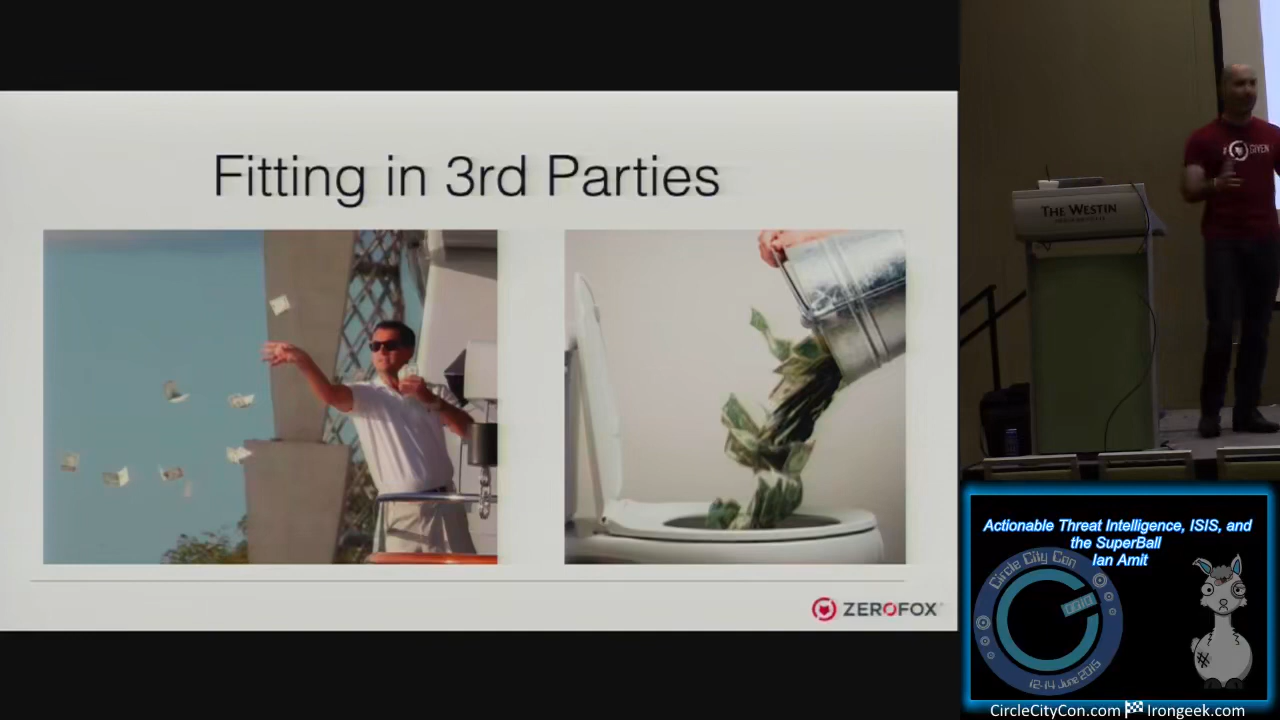 Fitting in 3rd Parties
ZEROFOX
GIVEN
THE WESTIN
Actionable Threat Intelligence, ISIS, and
the SuperBall
Ian Amit
Circle City Con
12-14 June 2015
CircleCityCon.com Irongeek.com